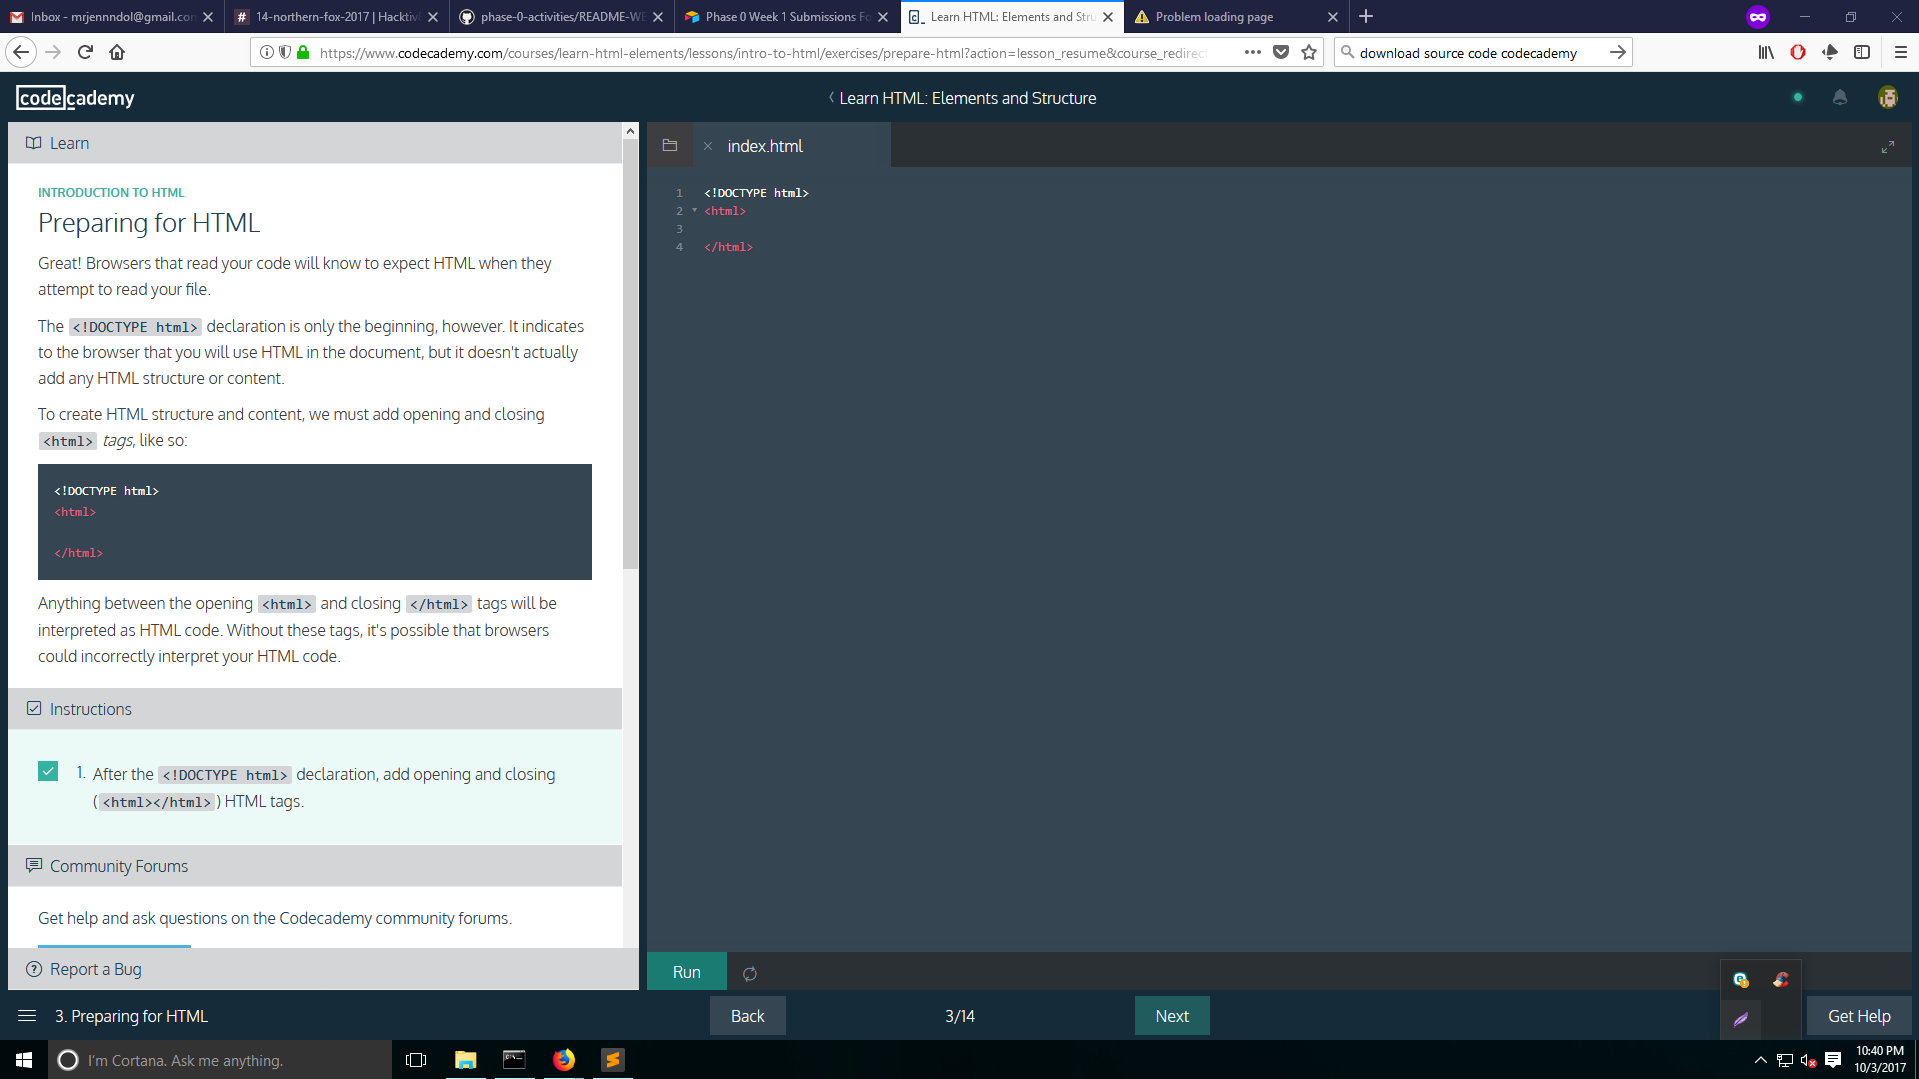 Inbox - mrjennndol@gmail.con
14-northern-fox-2017 | Hacktiv
phase-0-activities/README-WE
Phase 0 Week 1 Submissions Fo
Learn HTML: Elements and Stru
Problem loading page
https://www.codecademy.com/courses/learn-html-elements/lessons/intro-to-html/exercises/prepare-html?action=lesson_resume&course_redirec
download source code codecademy
codecademy
Learn HTML: Elements and Structure
Learn
INTRODUCTION TO HTML
Preparing for HTML
Great! Browsers that read your code will know to expect HTML when they
attempt to read your file.
The <!DOCTYPE html> declaration is only the beginning, however. It indicates
to the browser that you will use HTML in the document, but it doesn't actually
add any HTML structure or content.
To create HTML structure and content, we must add opening and closing
<html> tags, like so:
<!DOCTYPE html>
<html>
</html>
Anything between the opening <html> and closing </html> tags will be
interpreted as HTML code. Without these tags, it's possible that browsers
could incorrectly interpret your HTML code.
Instructions
1. After the <!DOCTYPE html> declaration, add opening and closing
(<html></html>) HTML tags.
Community Forums
Get help and ask questions on the Codecademy community forums.
Report a Bug
index.html
1 <!DOCTYPE html>
2 <html>
3
4 </html>
Run
3. Preparing for HTML
Back
3/14
Next
Get Help
I'm Cortana. Ask me anything.
10:40 PM
10/3/2017